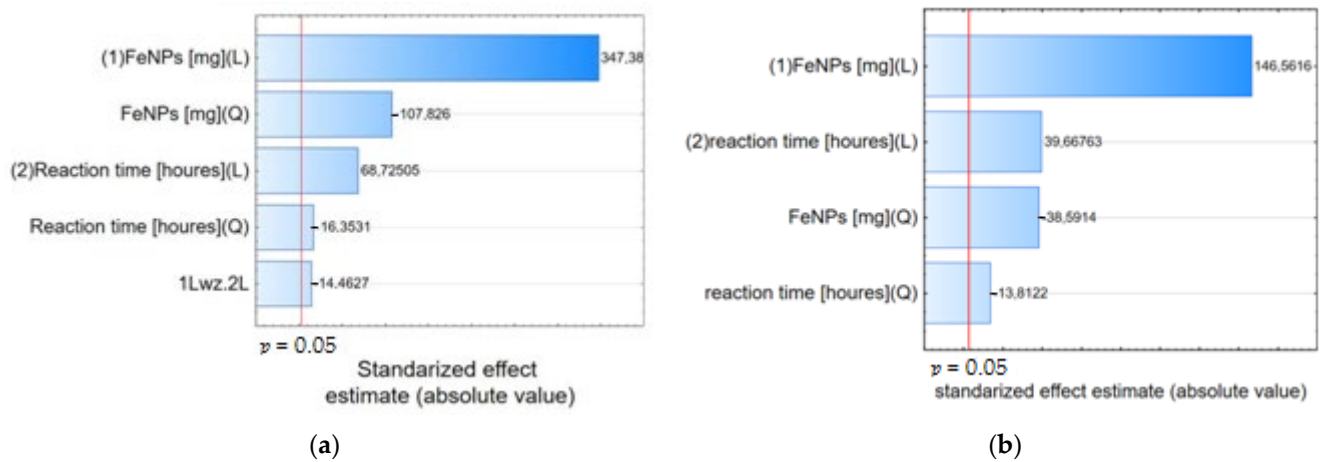 (1)FeNPs [mg](L)
347,38
FeNPs [mg](Q)
-107,826
(2)Reaction time [houres](L)
68,72505
Reaction time [houres](Q)
-16,3531
1Lwz.2L
-14,4627
p = 0.05
Standarized effect
estimate (absolute value)
(a)
(1)FeNPs [mg](L)
146,5616
(2)reaction time [houres](L)
39,66763
FeNPs [mg](Q)
-38,5914
reaction time [houres](Q)
-13,8122
p = 0.05
standarized effect estimate (absolute value)
(b)